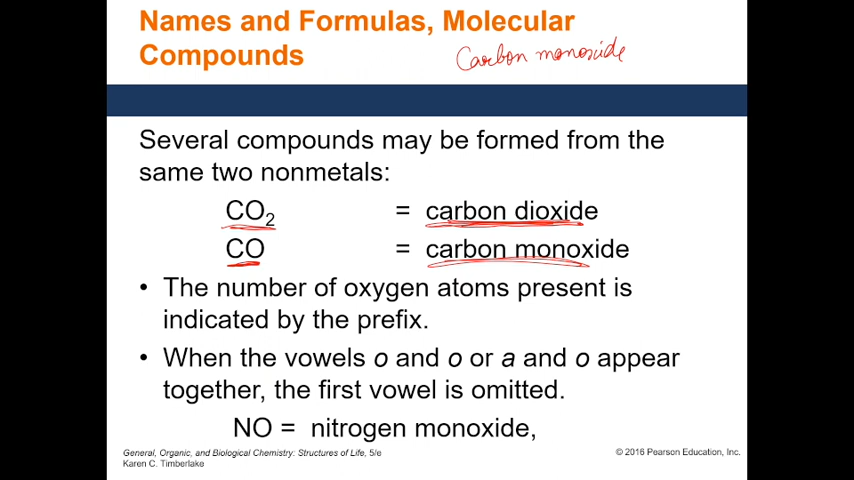 Names and Formulas, Molecular
Compounds
Carbon monoxide
Several compounds may be formed from the
same two nonmetals:
CO₂ = carbon dioxide
CO = carbon monoxide
• The number of oxygen atoms present is
indicated by the prefix.
• When the vowels o and o or a and o appear
together, the first vowel is omitted.
NO = nitrogen monoxide,
General, Organic, and Biological Chemistry: Structures of Life, 5/e
Karen C. Timberlake
© 2016 Pearson Education, Inc.